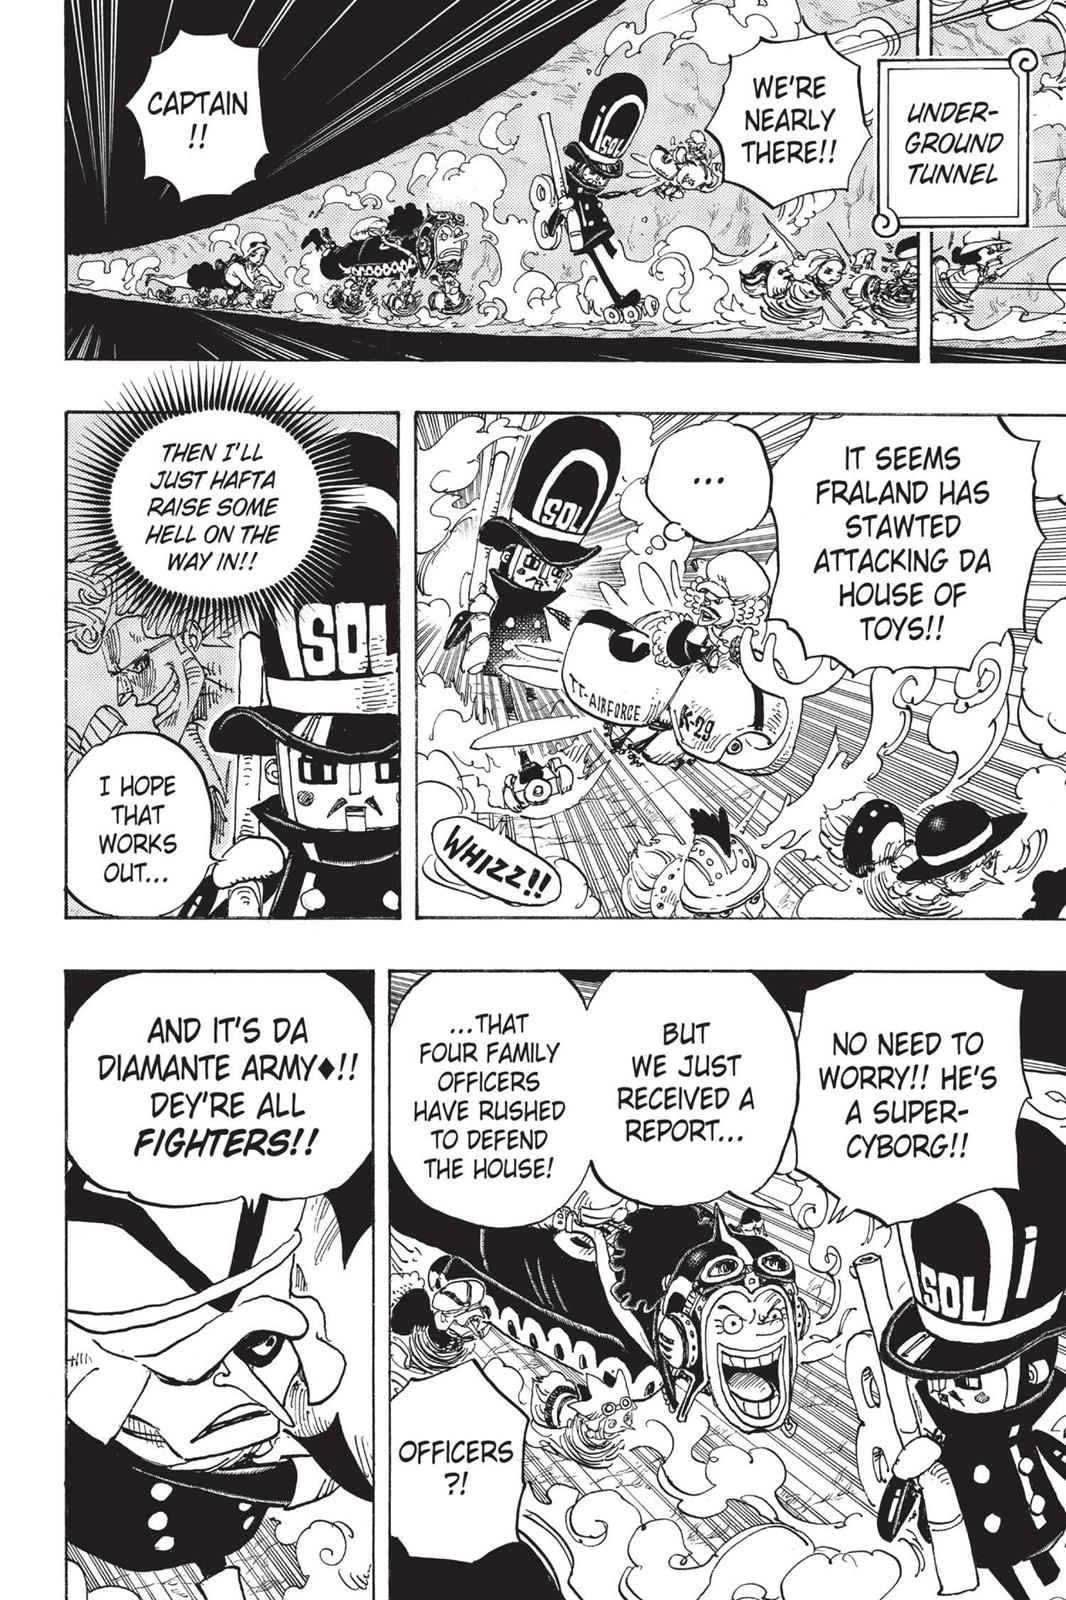 UNDER-
GROUND
TUNNEL
WE'RE
NEARLY
THERE!!
SOL
CAPTAIN
!!
IT SEEMS
FRALAND HAS
STAWTED
ATTACKING DA
HOUSE OF
TOYS!!
...
SOL
TT-AIRFORCE
K-29
WHIZZ!!
THEN I'LL
JUST HAFTA
RAISE SOME
HELL ON THE
WAY IN!!
SOL
I HOPE
THAT
WORKS
OUT...
NO NEED TO
WORRY!! HE'S
A SUPER-
CYBORG!!
BUT
WE JUST
RECEIVED A
REPORT...
...THAT
FOUR FAMILY
OFFICERS
HAVE RUSHED
TO DEFEND
THE HOUSE!
SOL
OFFICERS
?!
AND IT'S DA
DIAMANTE ARMY♦!!
DEY'RE ALL
FIGHTERS!!